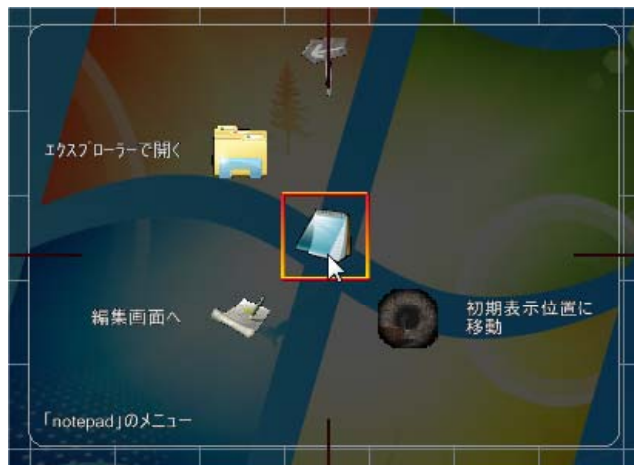 エクスプローラーで開く
編集画面へ
初期表示位置に
移動
「notepad」のメニュー